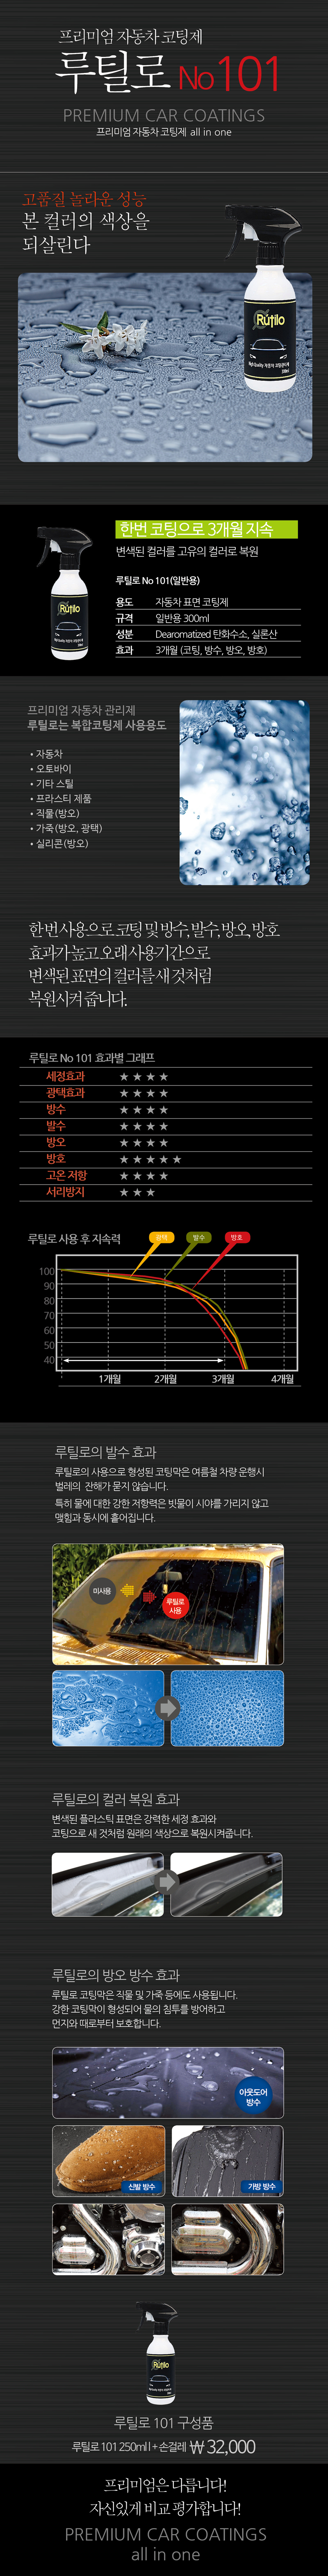 프리미엄 자동차 코팅제
루틸로 No101
PREMIUM CAR COATINGS
프리미엄 자동차 코팅제 all in one
고품질 놀라운 성능
본 컬러의 색상을
되살린다
Rutilo
High Quality 자동차 코팅관리제
한번 코팅으로 3개월 지속
변색된 컬러를 고유의 컬러로 복원
루틸로 No 101(일반용)
용도 자동차 표면 코팅제
규격 일반용 300ml
성분 Dearomatized 탄화수소, 실론산
효과 3개월 (코팅, 방수, 방오, 방호)
Rutilo
프리미엄 자동차 관리제
루틸로는 복합코팅제 사용용도
• 자동차
• 오토바이
• 기타 스틸
• 프라스티 제품
• 직물(방오)
• 가죽(방오, 광택)
• 실리콘(방오)
한번 사용으로 코팅 및 방수, 발수, 방오, 방호
효과가 높고 오래 사용기간으로
변색된 표면의 컬러를 새 것처럼
복원시켜 줍니다.
루틸로 No 101 효과별 그래프
세정효과 ★ ★ ★ ★
광택효과 ★ ★ ★ ★
방수 ★ ★ ★ ★
발수 ★ ★ ★ ★
방오 ★ ★ ★ ★
방호 ★ ★ ★ ★ ★
고온 저항 ★ ★ ★ ★
서리방지 ★ ★ ★
루틸로 사용 후 지속력
광택 발수 방호
100
90
80
70
60
50
40
1개월 2개월 3개월 4개월
루틸로의 발수 효과
루틸로의 사용으로 형성된 코팅막은 여름철 차량 운행시
벌레의 잔해가 묻지 않습니다.
특히 물에 대한 강한 저항력은 빗물이 시야를 가리지 않고
맺힘과 동시에 흩어집니다.
미사용
루틸로
사용
루틸로의 컬러 복원 효과
변색된 플라스틱 표면은 강력한 세정 효과와
코팅으로 새 것처럼 원래의 색상으로 복원시켜줍니다.
루틸로의 방오 방수 효과
루틸로 코팅막은 직물 및 가죽 등에도 사용됩니다.
강한 코팅막이 형성되어 물의 침투를 방어하고
먼지와 때로부터 보호합니다.
아웃도어
방수
신발 방수
가방 방수
Rutilo
루틸로 101 구성품
루틸로 101 250ml l + 손걸레 ₩ 32,000
프리미엄은 다릅니다!
자신있게 비교 평가합니다!
PREMIUM CAR COATINGS
all in one